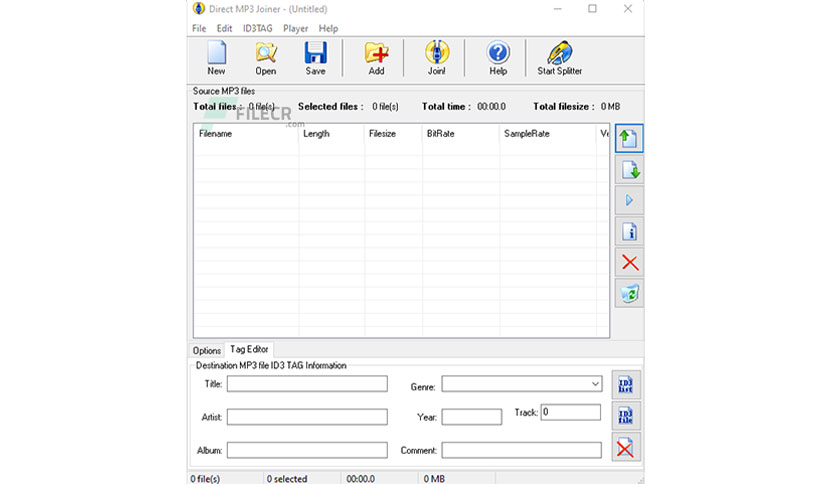 Direct MP3 Joiner - (Untitled)
File Edit ID3TAG Player Help
New Open Save Add Join! Help Start Splitter
Source MP3 files
Total files : 0 file(s) Selected files : 0 file(s) Total time : 00:00.0 Total filesize : 0 MB
FILECR
.com
Filename Length Filesize BitRate SampleRate Ve
Options Tag Editor
Destination MP3 file ID3 TAG Information
Title: Genre: ID3 list
Artist: Year: Track: 0 ID3 file
Album: Comment:
0 file(s) 0 selected 00:00.0 0 MB